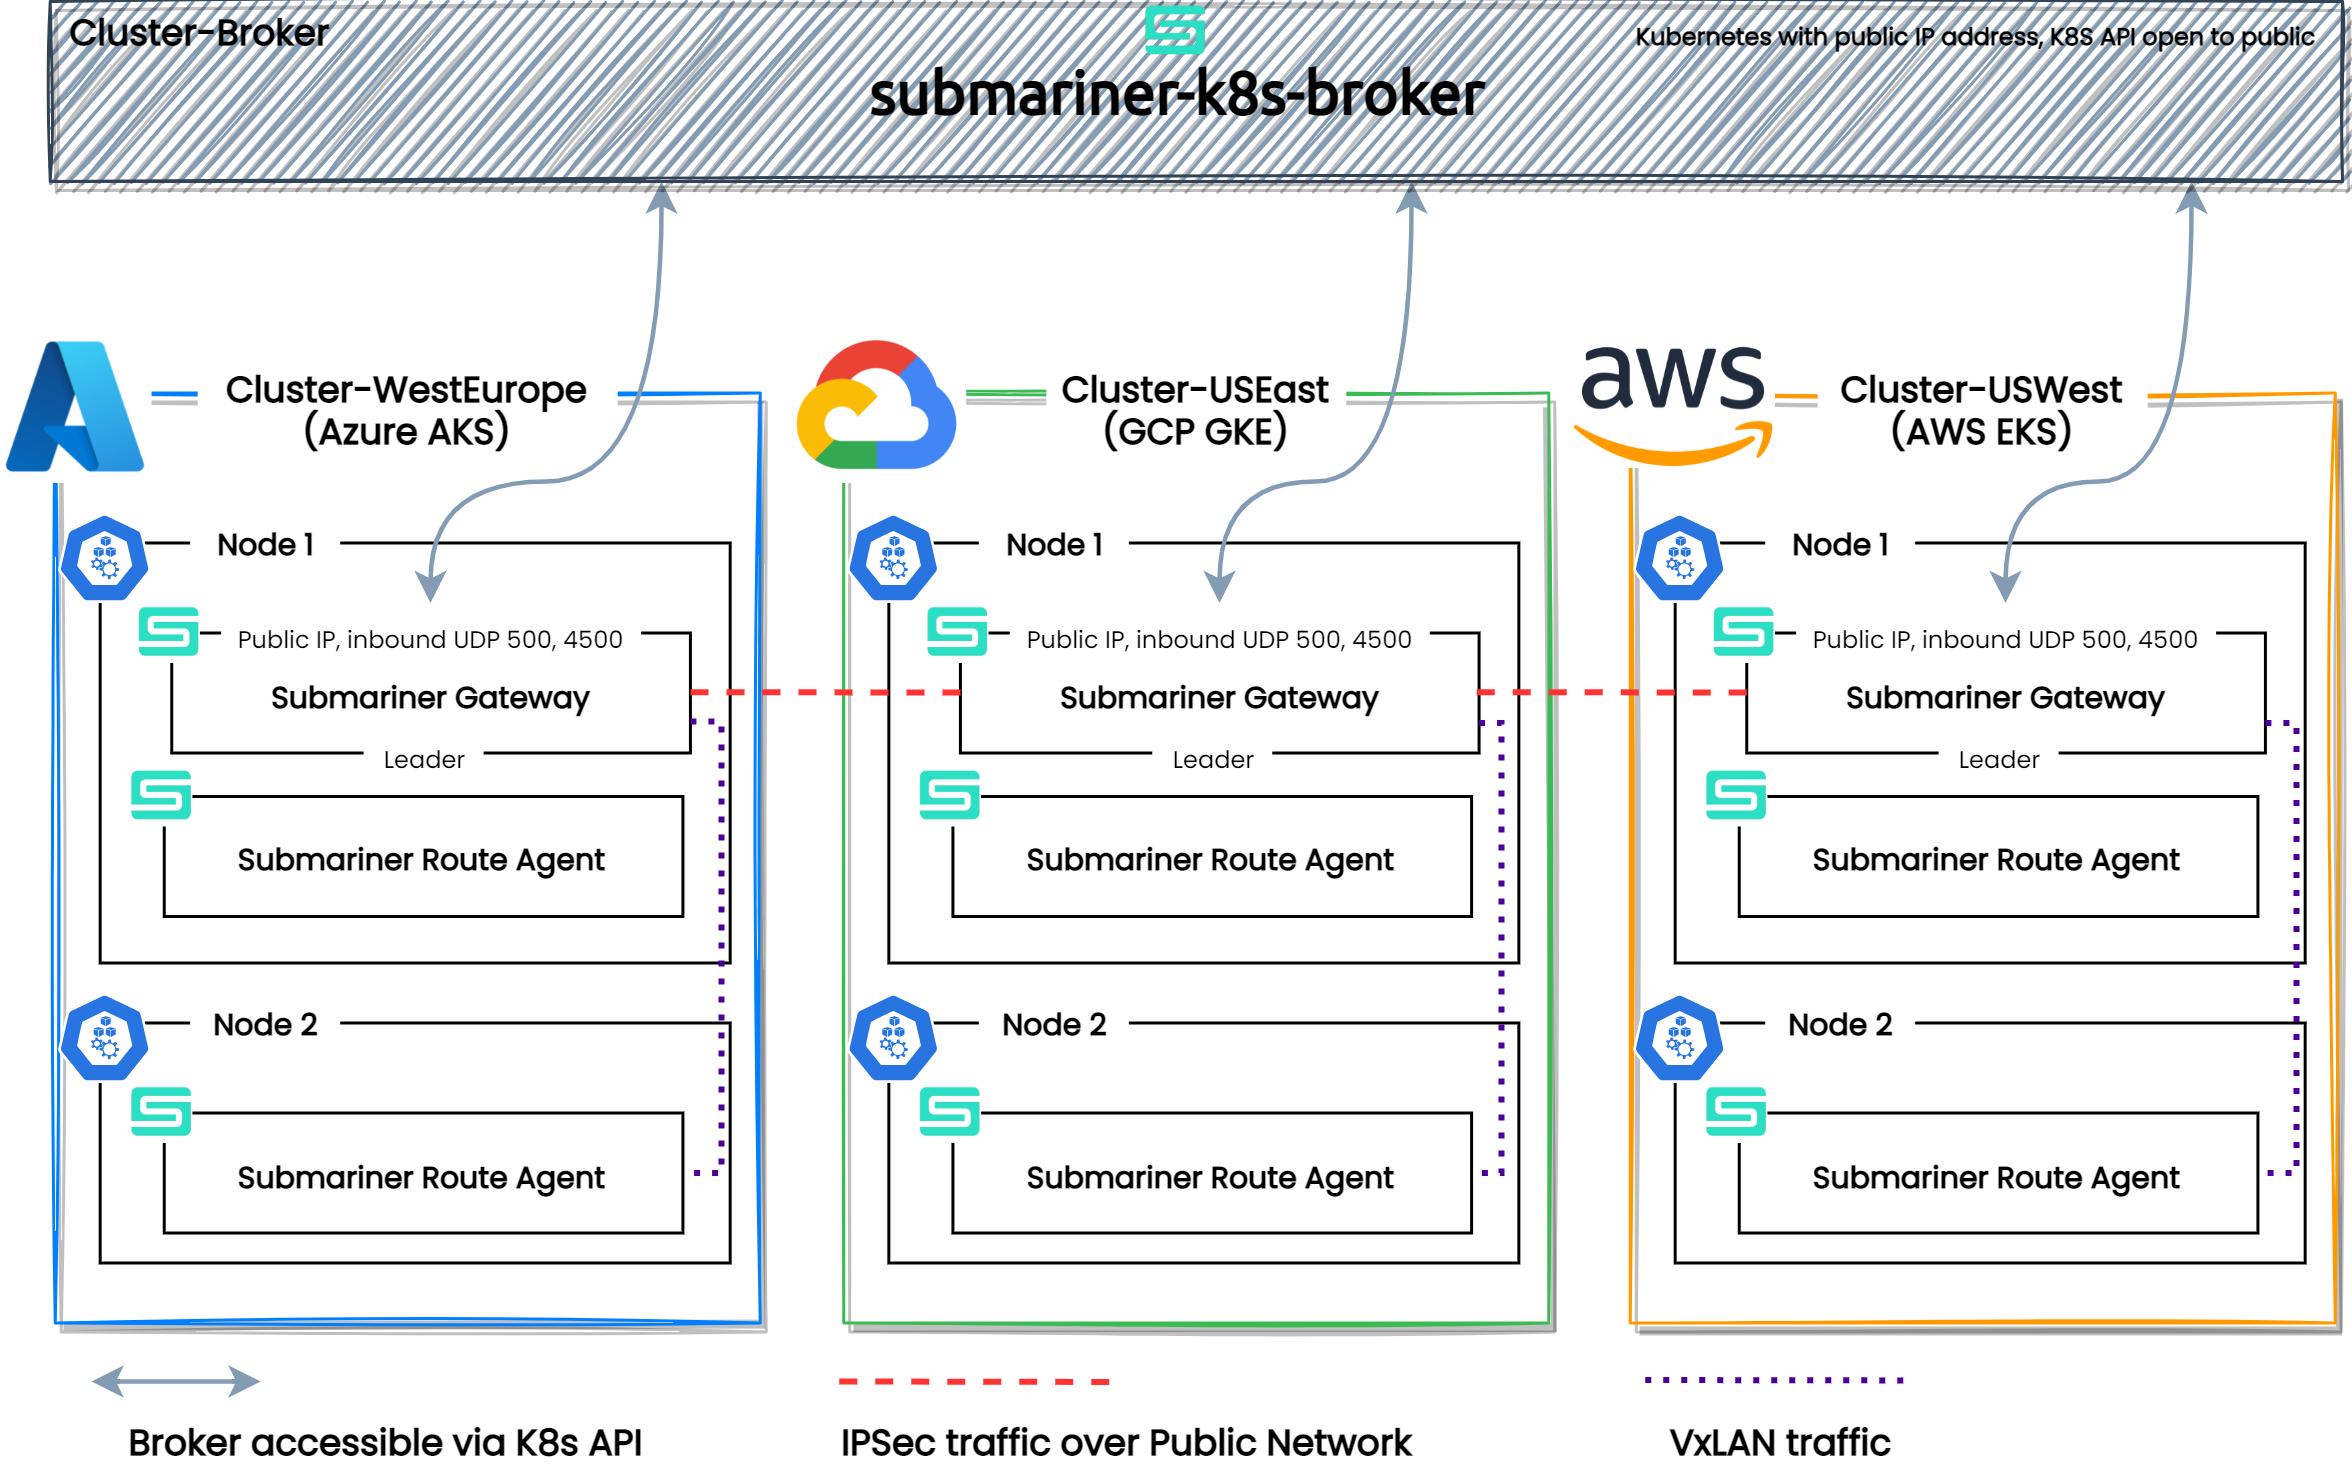 Cluster-Broker
Kubernetes with public IP address, K8S API open to public
submariner-k8s-broker
Cluster-WestEurope
(Azure AKS)
Node 1
Public IP, inbound UDP 500, 4500
Submariner Gateway
Leader
Submariner Route Agent
Node 2
Submariner Route Agent
Cluster-USEast
(GCP GKE)
Node 1
Public IP, inbound UDP 500, 4500
Submariner Gateway
Leader
Submariner Route Agent
Node 2
Submariner Route Agent
aws
Cluster-USWest
(AWS EKS)
Node 1
Public IP, inbound UDP 500, 4500
Submariner Gateway
Leader
Submariner Route Agent
Node 2
Submariner Route Agent
Broker accessible via K8s API
IPSec traffic over Public Network
VxLAN traffic